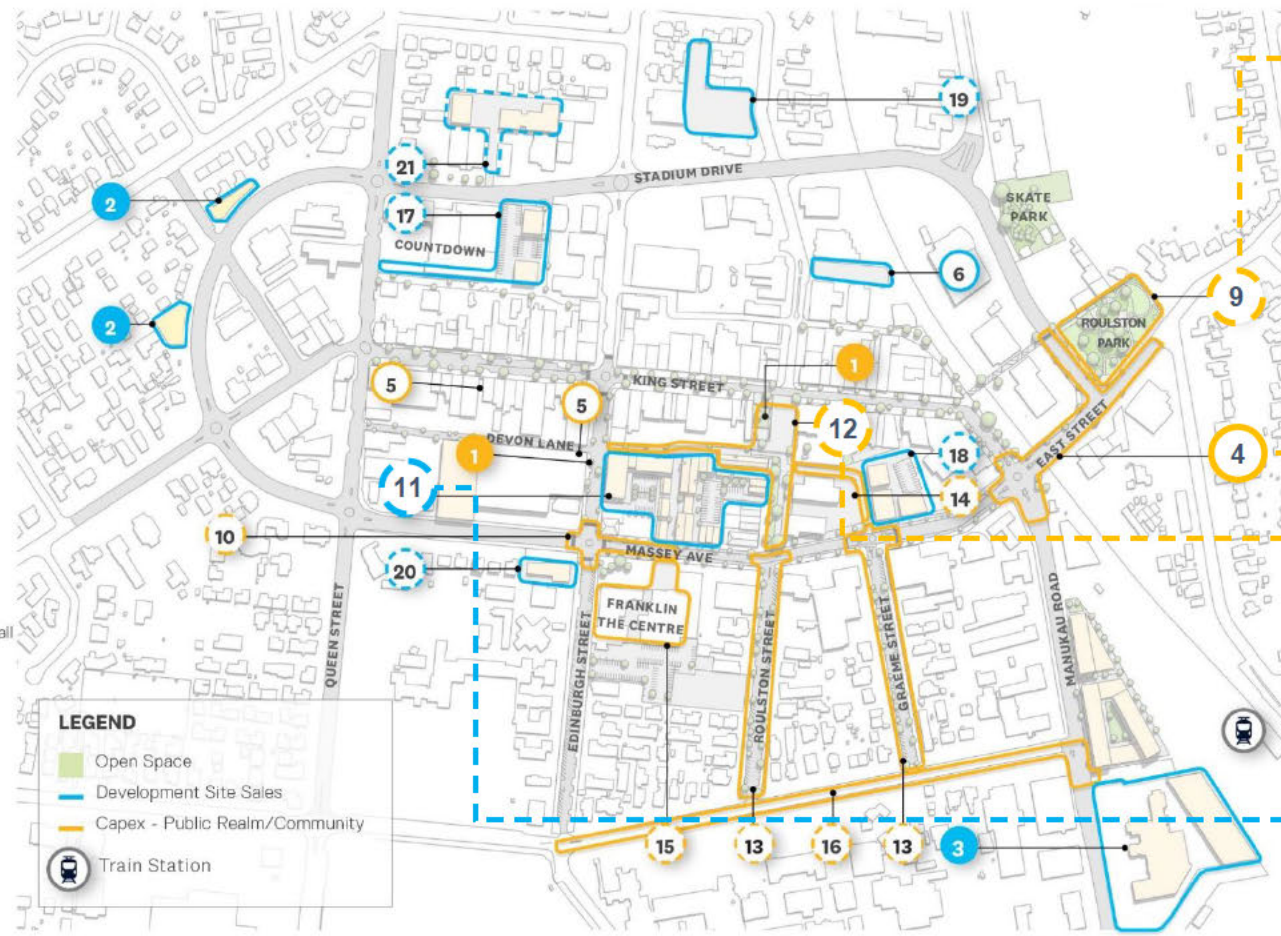 19
21
STADIUM DRIVE
2
17
SKATE
PARK
COUNTDOWN
6
9
2
ROULSTON
PARK
1
5
KING STREET
5
12
DEVON LANE
1
18
EAST STREET
4
11
14
10
MASSEY AVE
20
FRANKLIN
THE CENTRE
all
QUEEN STREET
EDINBURGH STREET
ROULSTON STREET
GRAEME STREET
MANUKAU ROAD
LEGEND
Open Space
Development Site Sales
Capex - Public Realm/Community
Train Station
15
13
16
13
3